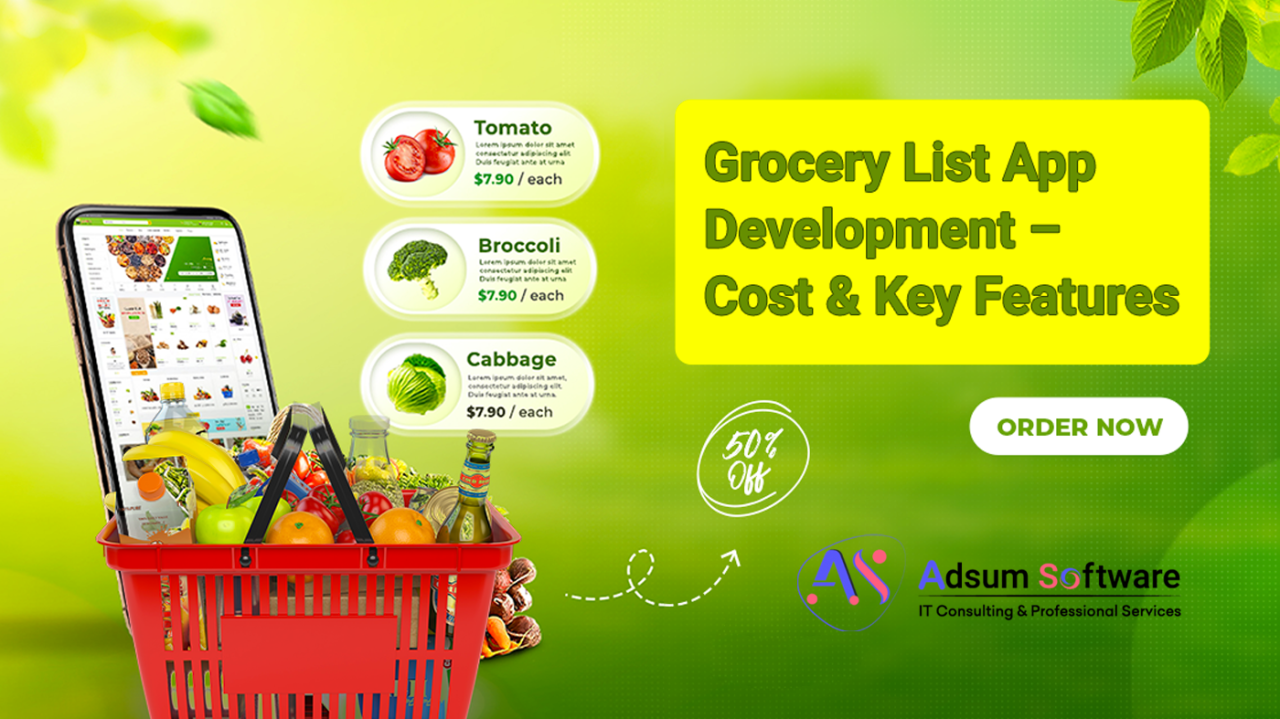 Tomato
Lorem ipsum dolor sit amet
consectetur adipiscing elit
Duis feugiat ante at urna
$7.90 / each
Broccoli
Lorem ipsum dolor sit amet
consectetur adipiscing elit
Duis feugiat ante at urna
$7.90 / each
Cabbage
Lorem ipsum dolor sit amet,
consectetur adipiscing elit.
Duis feugiat ante at urna.
$7.90 / each
Grocery List App
Development –
Cost & Key Features
ORDER NOW
50%
Off
AS
Adsum Software
IT Consulting & Professional Services